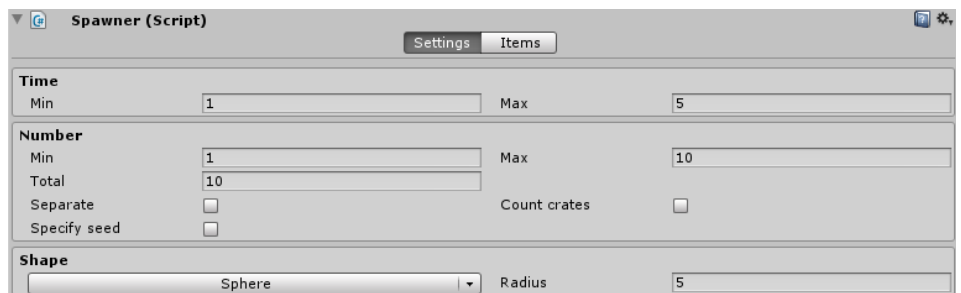 Spawner (Script)
Settings Items
Time
Min 1 Max 5
Number
Min 1 Max 10
Total 10
Separate Count crates
Specify seed
Shape
Sphere Radius 5